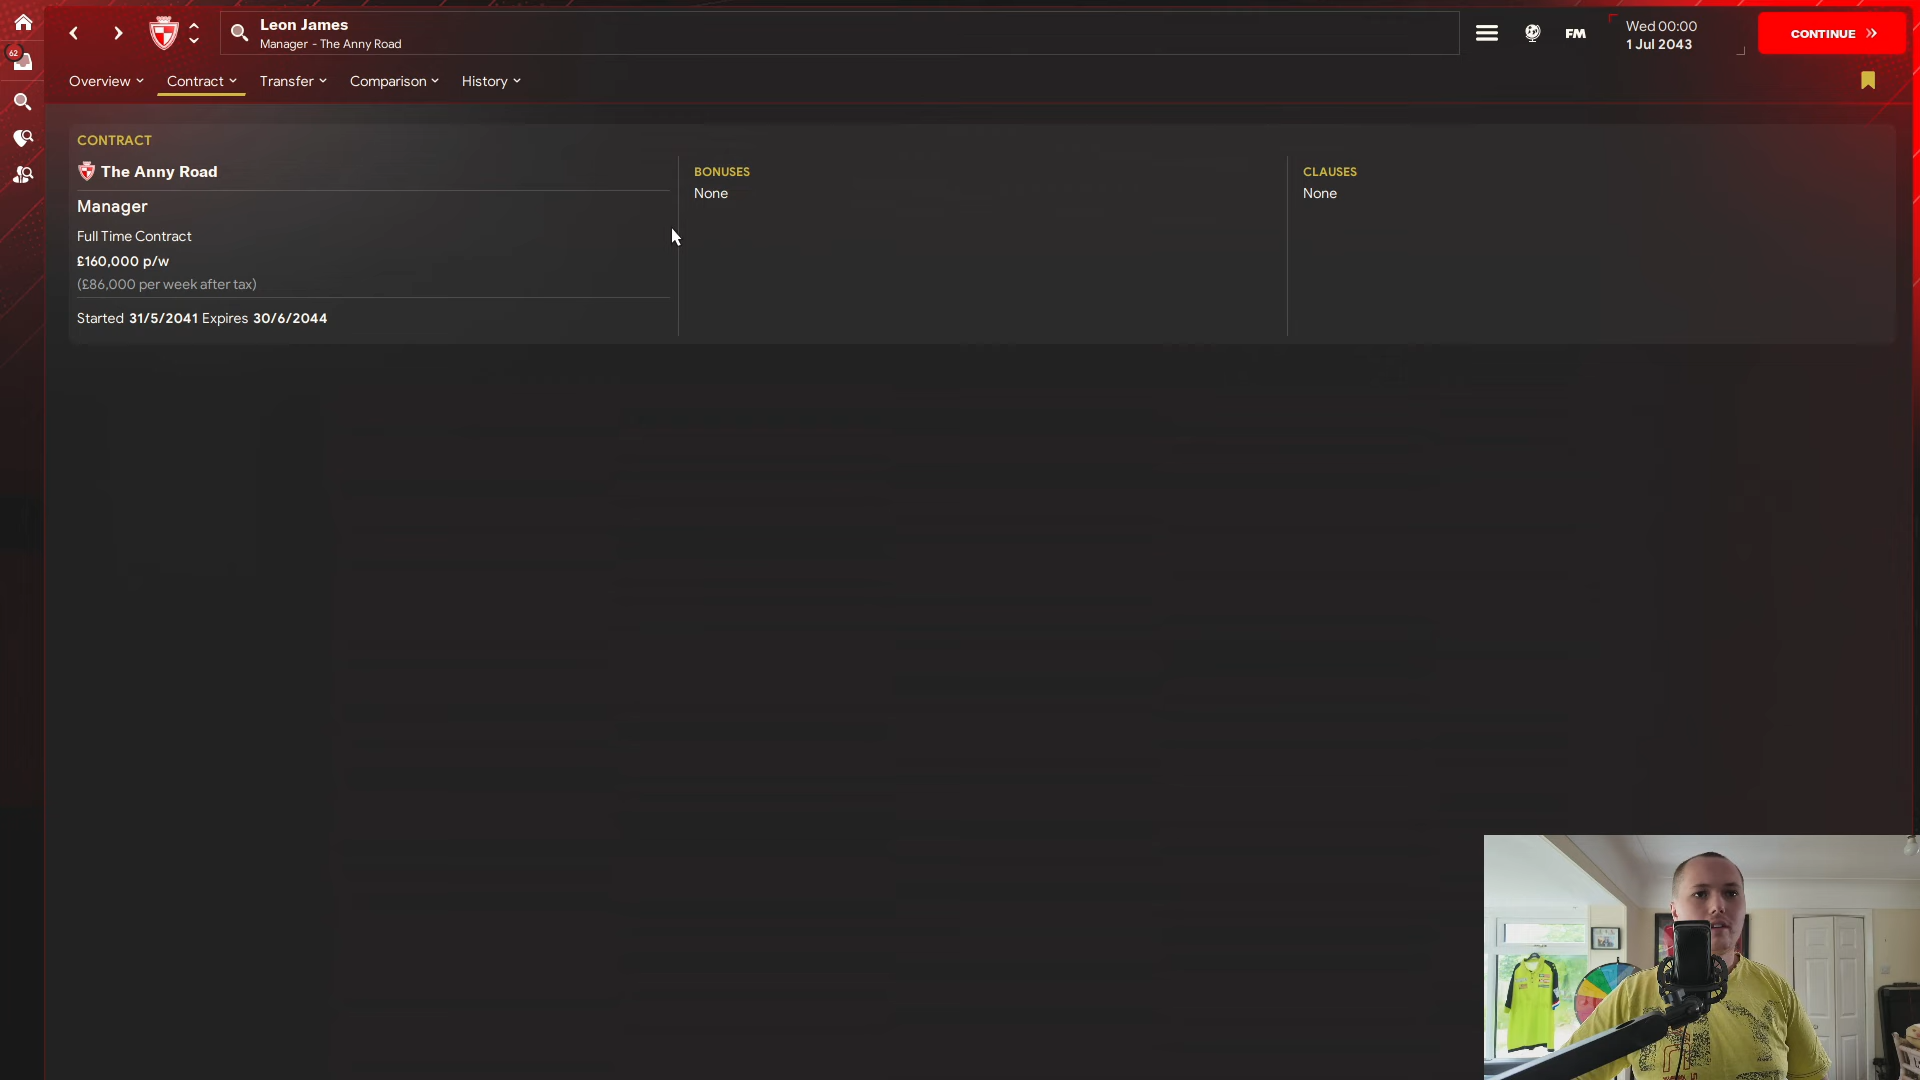 Leon James
Manager - The Anny Road
FM
Wed 00:00
1 Jul 2043
CONTINUE
62
Overview
Contract
Transfer
Comparison
History
CONTRACT
The Anny Road
Manager
Full Time Contract
£160,000 p/w
(£86,000 per week after tax)
Started 31/5/2041 Expires 30/6/2044
BONUSES
None
CLAUSES
None